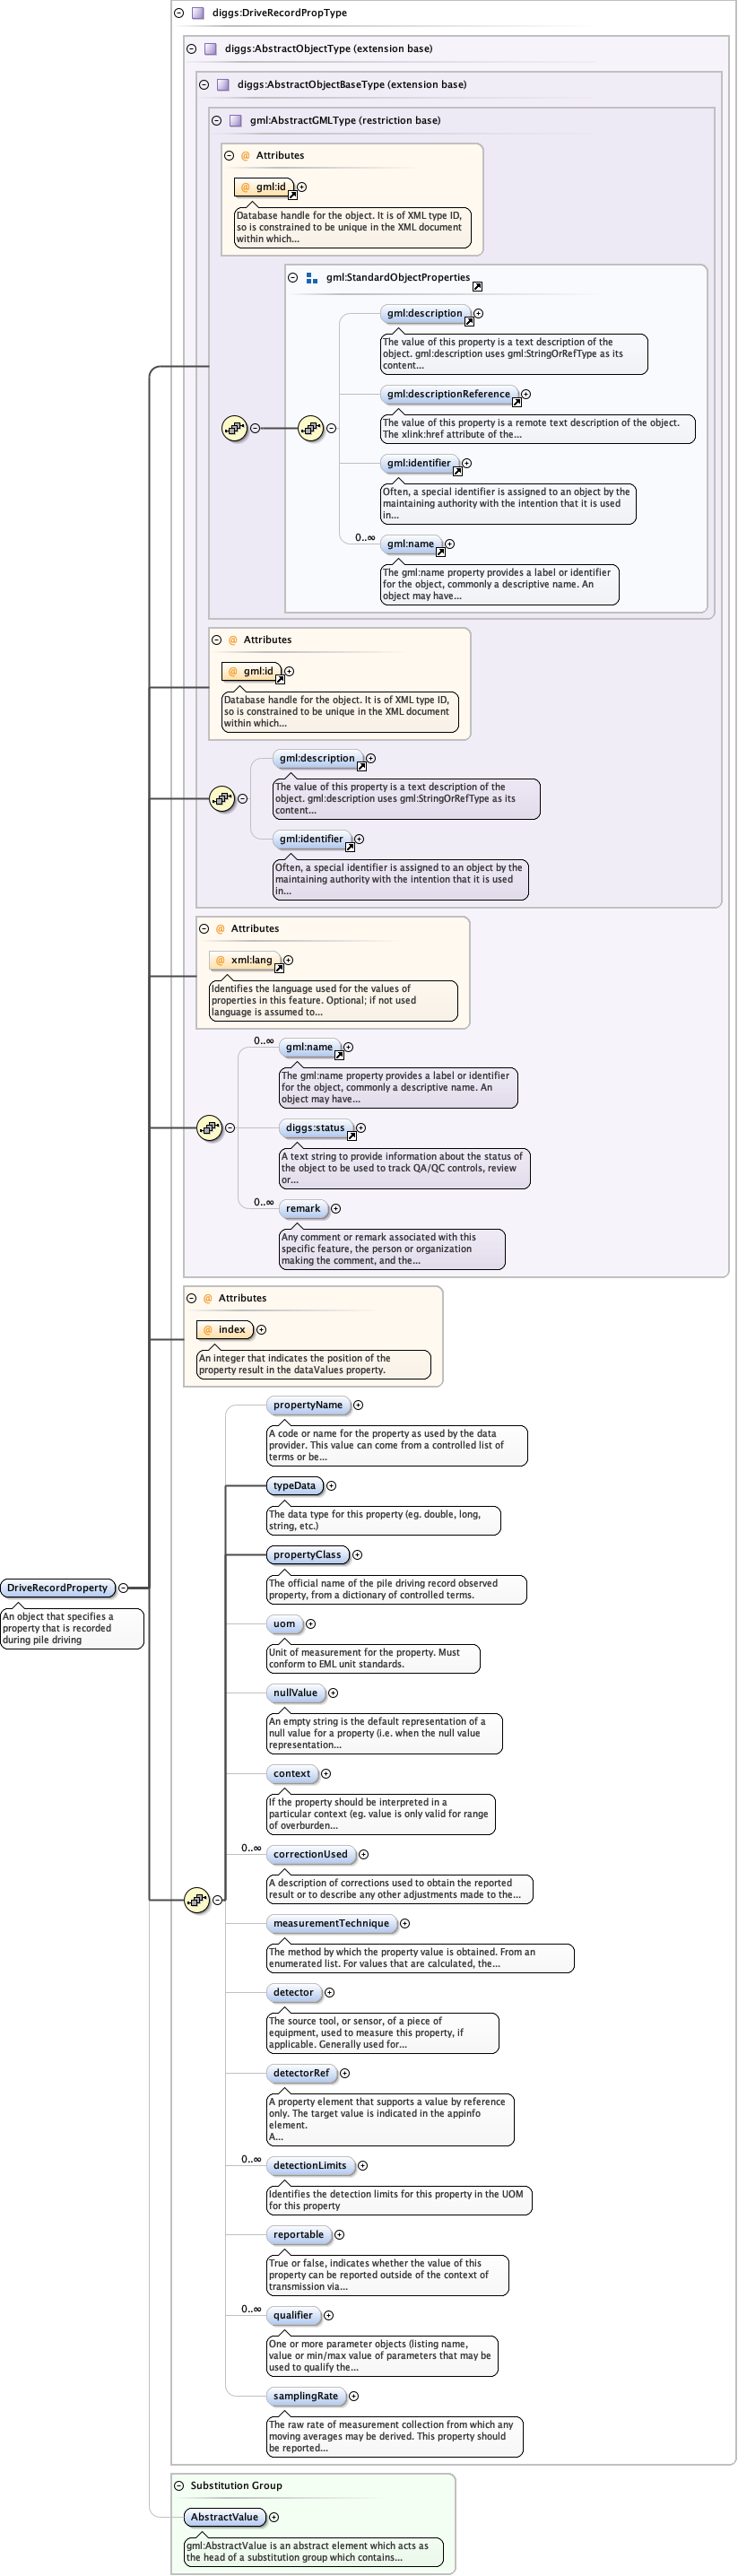 diggs:DriveRecordPropType
diggs:AbstractObjectType (extension base)
diggs:AbstractObjectBaseType (extension base)
gml:AbstractGMLType (restriction base)
@ Attributes
@ gml:id
Database handle for the object. It is of XML type ID,
so is constrained to be unique in the XML document
within which...
gml:StandardObjectProperties
gml:description
The value of this property is a text description of the
object. gml:description uses gml:StringOrRefType as its
content...
gml:descriptionReference
The value of this property is a remote text description of the object.
The xlink:href attribute of the...
gml:identifier
Often, a special identifier is assigned to an object by the
maintaining authority with the intention that it is used
in...
0..∞
gml:name
The gml:name property provides a label or identifier
for the object, commonly a descriptive name. An
object may have...
@ Attributes
@ gml:id
Database handle for the object. It is of XML type ID,
so is constrained to be unique in the XML document
within which...
gml:description
The value of this property is a text description of the
object. gml:description uses gml:StringOrRefType as its
content...
gml:identifier
Often, a special identifier is assigned to an object by the
maintaining authority with the intention that it is used
in...
@ Attributes
@ xml:lang
Identifies the language used for the values of
properties in this feature. Optional; if not used
language is assumed to...
0..∞
gml:name
The gml:name property provides a label or identifier
for the object, commonly a descriptive name. An
object may have...
diggs:status
A text string to provide information about the status of
the object to be used to track QA/QC controls, review
or...
0..∞
remark
Any comment or remark associated with this
specific feature, the person or organization
making the comment, and the...
@ Attributes
@ index
An integer that indicates the position of the
property result in the dataValues property.
propertyName
A code or name for the property as used by the data
provider. This value can come from a controlled list of
terms or be...
typeData
The data type for this property (eg. double, long,
string, etc.)
propertyClass
The official name of the pile driving record observed
property, from a dictionary of controlled terms.
DriveRecordProperty
An object that specifies a
property that is recorded
during pile driving
uom
Unit of measurement for the property. Must
conform to EML unit standards.
nullValue
An empty string is the default representation of a
null value for a property (i.e. when the null value
representation...
context
If the property should be interpreted in a
particular context (eg. value is only valid for range
of overburden...
0..∞
correctionUsed
A description of corrections used to obtain the reported
result or to describe any other adjustments made to the...
measurementTechnique
The method by which the property value is obtained. From an
enumerated list. For values that are calculated, the...
detector
The source tool, or sensor, of a piece of
equipment, used to measure this property, if
applicable. Generally used for...
detectorRef
A property element that supports a value by reference
only. The target value is indicated in the appinfo
element.
A...
0..∞
detectionLimits
Identifies the detection limits for this property in the UOM
for this property
reportable
True or false, indicates whether the value of this
property can be reported outside of the context of
transmission via...
0..∞
qualifier
One or more parameter objects (listing name,
value or min/max value of parameters that may be
used to qualify the...
samplingRate
The raw rate of measurement collection from which any
moving averages may be derived. This property should
be reported...
Substitution Group
AbstractValue
gml:AbstractValue is an abstract element which acts as
the head of a substitution group which contains...